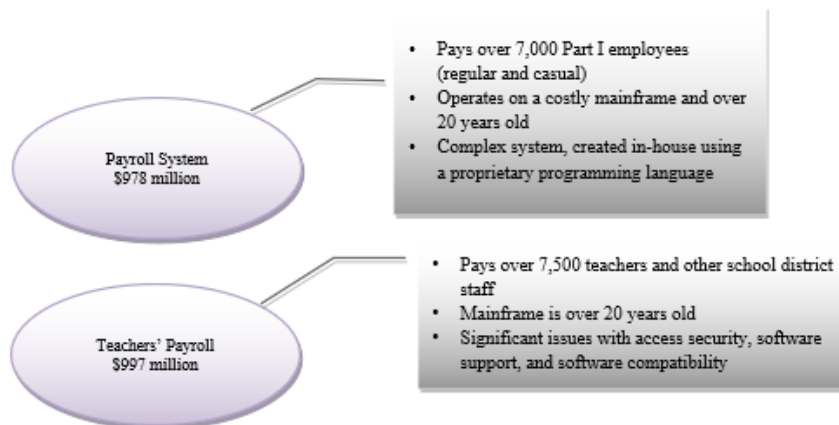 • Pays over 7,000 Part I employees
(regular and casual)
• Operates on a costly mainframe and over
20 years old
• Complex system, created in-house using
a proprietary programming language
Payroll System
$978 million
• Pays over 7,500 teachers and other school district
staff
• Mainframe is over 20 years old
• Significant issues with access security, software
support, and software compatibility
Teachers' Payroll
$997 million